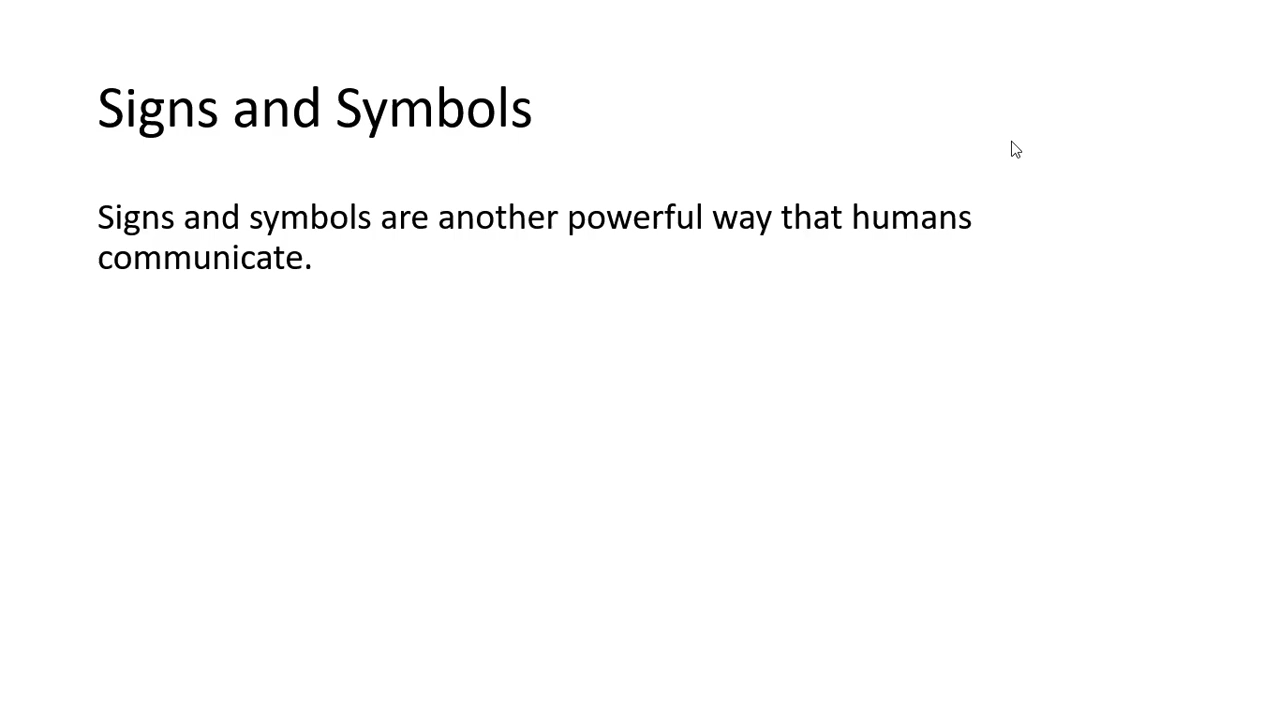 Signs and Symbols
Signs and symbols are another powerful way that humans
communicate.